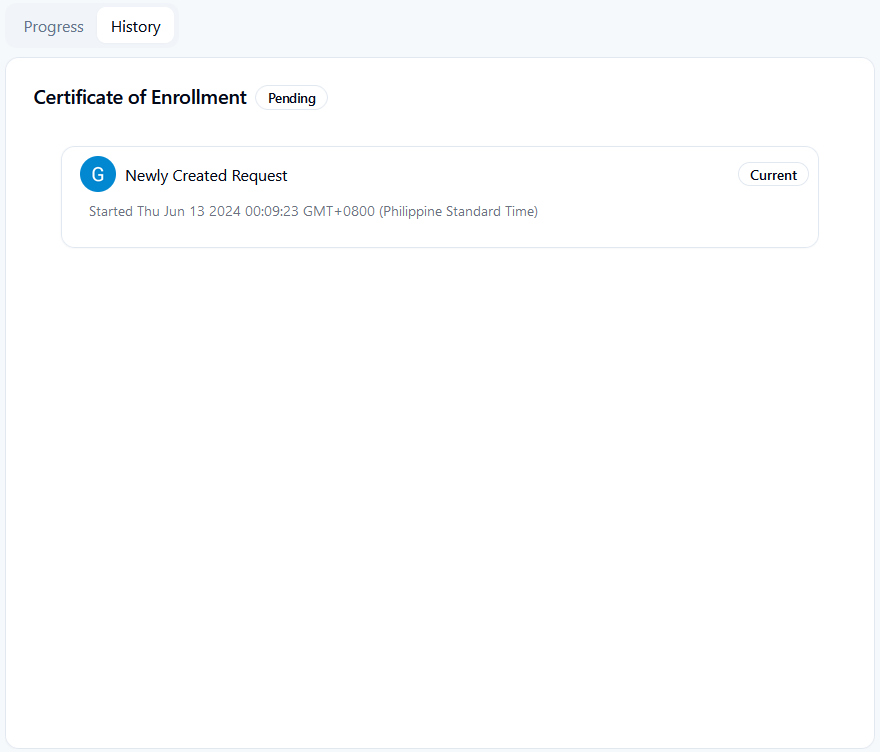 Progress History
Certificate of Enrollment Pending
G Newly Created Request Current
Started Thu Jun 13 2024 00:09:23 GMT+0800 (Philippine Standard Time)